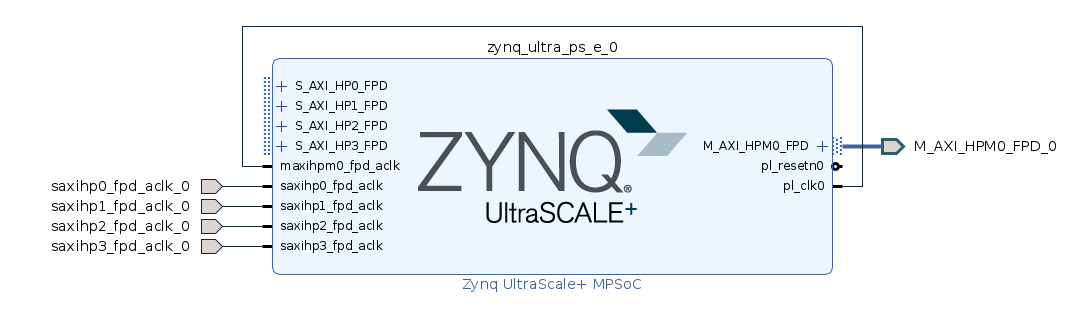 zynq_ultra_ps_e_0
S_AXI_HP0_FPD
S_AXI_HP1_FPD
S_AXI_HP2_FPD
S_AXI_HP3_FPD
maxihpm0_fpd_aclk
saxihp0_fpd_aclk_0
saxihp0_fpd_aclk
saxihp1_fpd_aclk_0
saxihp1_fpd_aclk
saxihp2_fpd_aclk_0
saxihp2_fpd_aclk
saxihp3_fpd_aclk_0
saxihp3_fpd_aclk
ZYNQ®
UltraSCALE+
M_AXI_HPM0_FPD
M_AXI_HPM0_FPD_0
pl_resetn0
pl_clk0
Zynq UltraScale+ MPSoC